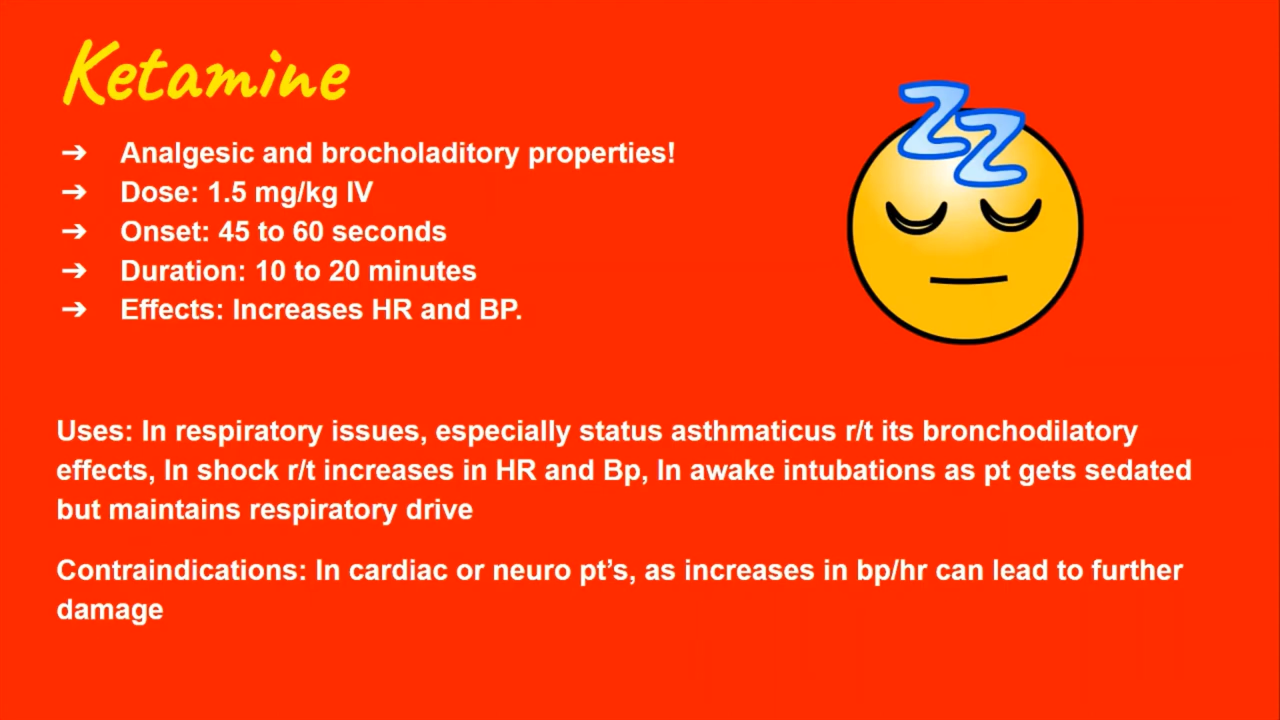 Ketamine
➔ Analgesic and brocholaditory properties!
➔ Dose: 1.5 mg/kg IV
➔ Onset: 45 to 60 seconds
➔ Duration: 10 to 20 minutes
➔ Effects: Increases HR and BP.
ZZ
Uses: In respiratory issues, especially status asthmaticus r/t its bronchodilatory
effects, In shock r/t increases in HR and Bp, In awake intubations as pt gets sedated
but maintains respiratory drive
Contraindications: In cardiac or neuro pt’s, as increases in bp/hr can lead to further
damage